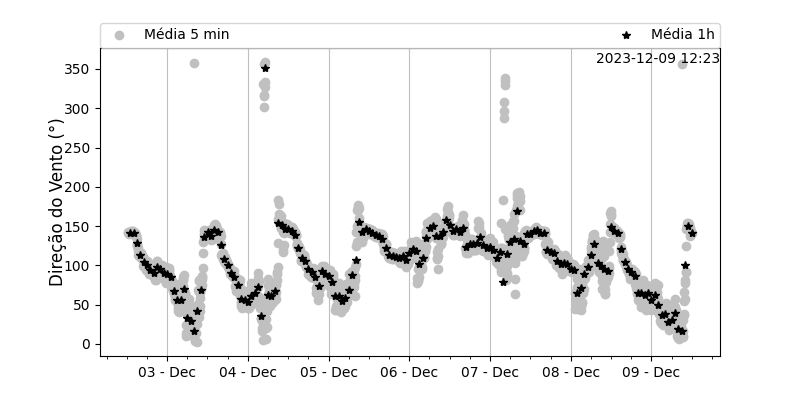 Média 5 min
Média 1h
2023-12-09 12:23
Direção do Vento (°)
350
300
250
200
150
100
50
0
03 - Dec
04 - Dec
05 - Dec
06 - Dec
07 - Dec
08 - Dec
09 - Dec